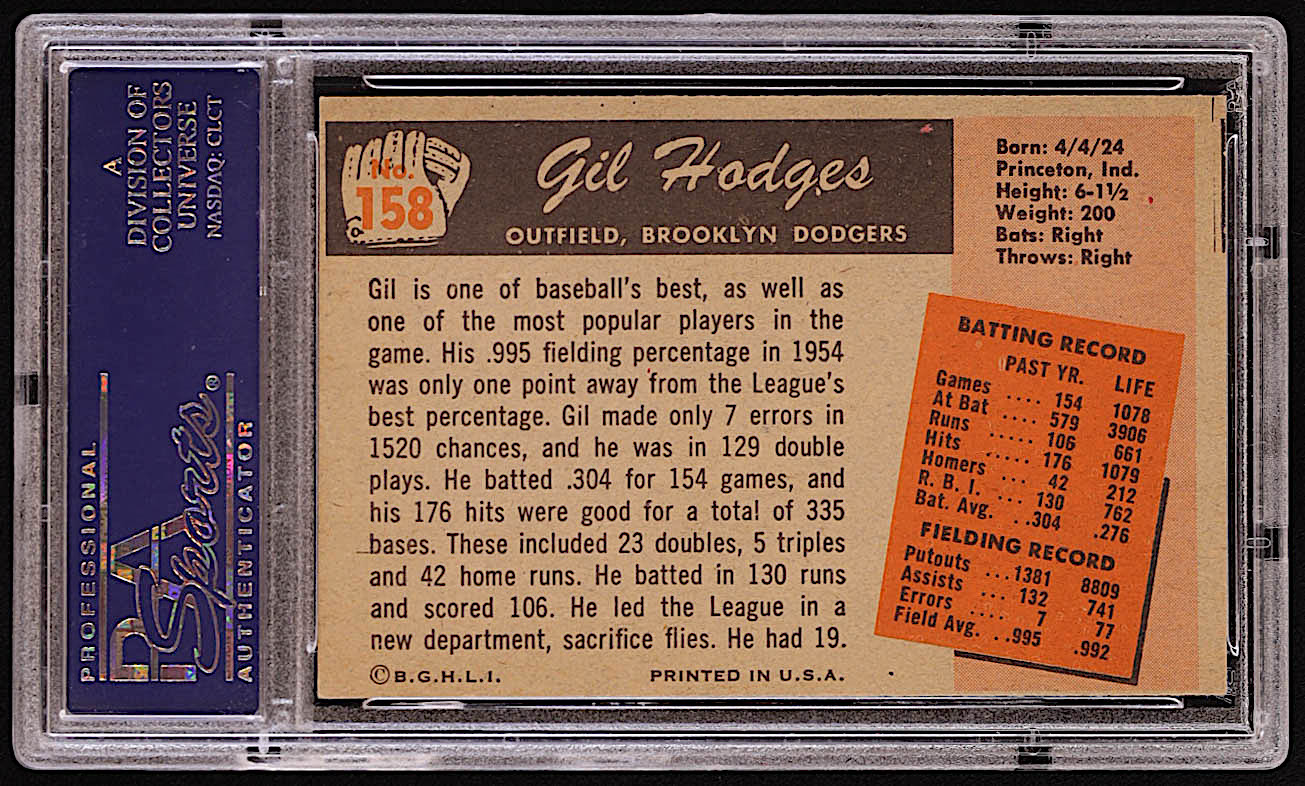 A
DIVISION OF
COLLECTORS
UNIVERSE
NASDAQ: CLCT
PROFESSIONAL
PSA
Sports®
AUTHENTICATOR
No.
158
Gil Hodges
OUTFIELD, BROOKLYN DODGERS
Born: 4/4/24
Princeton, Ind.
Height: 6-1½
Weight: 200
Bats: Right
Throws: Right
Gil is one of baseball's best, as well as
one of the most popular players in the
game. His .995 fielding percentage in 1954
was only one point away from the League's
best percentage. Gil made only 7 errors in
1520 chances, and he was in 129 double
plays. He batted .304 for 154 games, and
his 176 hits were good for a total of 335
bases. These included 23 doubles, 5 triples
and 42 home runs. He batted in 130 runs
and scored 106. He led the League in a
new department, sacrifice flies. He had 19.
©B.G.H.L.I. PRINTED IN U.S.A.
BATTING RECORD
PAST YR. LIFE
Games .... 154 1078
At Bat ..... 579 3906
Runs ..... 106 661
Hits ..... 176 1079
Homers .... 42 212
R. B. I. ... 130 762
Bat. Avg. ..304 .276
FIELDING RECORD
Putouts ...1381 8809
Assists ... 132 741
Errors .... 7 77
Field Avg. ..995 .992